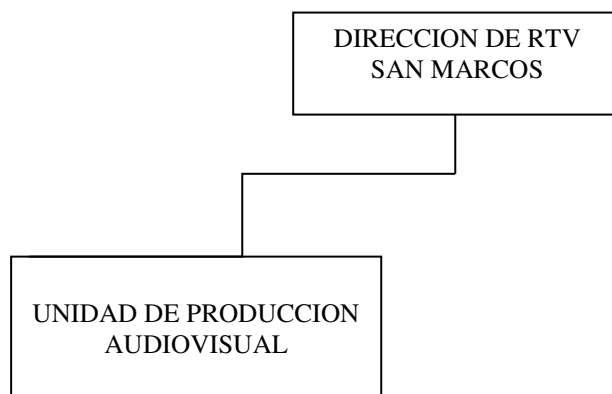 DIRECCION DE RTV
SAN MARCOS
UNIDAD DE PRODUCCION
AUDIOVISUAL